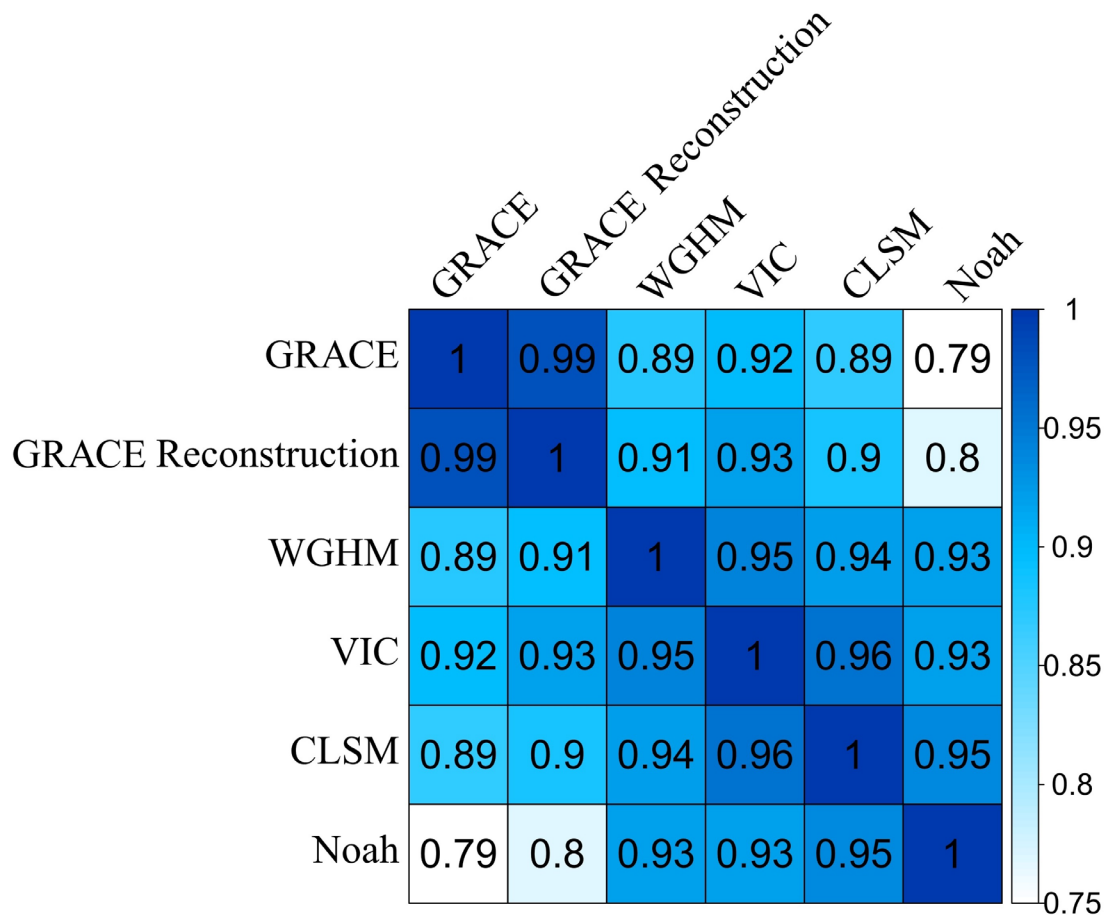 GRACE
GRACE Reconstruction
WGHM
VIC
CLSM
Noah
GRACE 1 0.99 0.89 0.92 0.89 0.79
GRACE Reconstruction 0.99 1 0.91 0.93 0.9 0.8
WGHM 0.89 0.91 1 0.95 0.94 0.93
VIC 0.92 0.93 0.95 1 0.96 0.93
CLSM 0.89 0.9 0.94 0.96 1 0.95
Noah 0.79 0.8 0.93 0.93 0.95 1
1
0.95
0.9
0.85
0.8
0.75